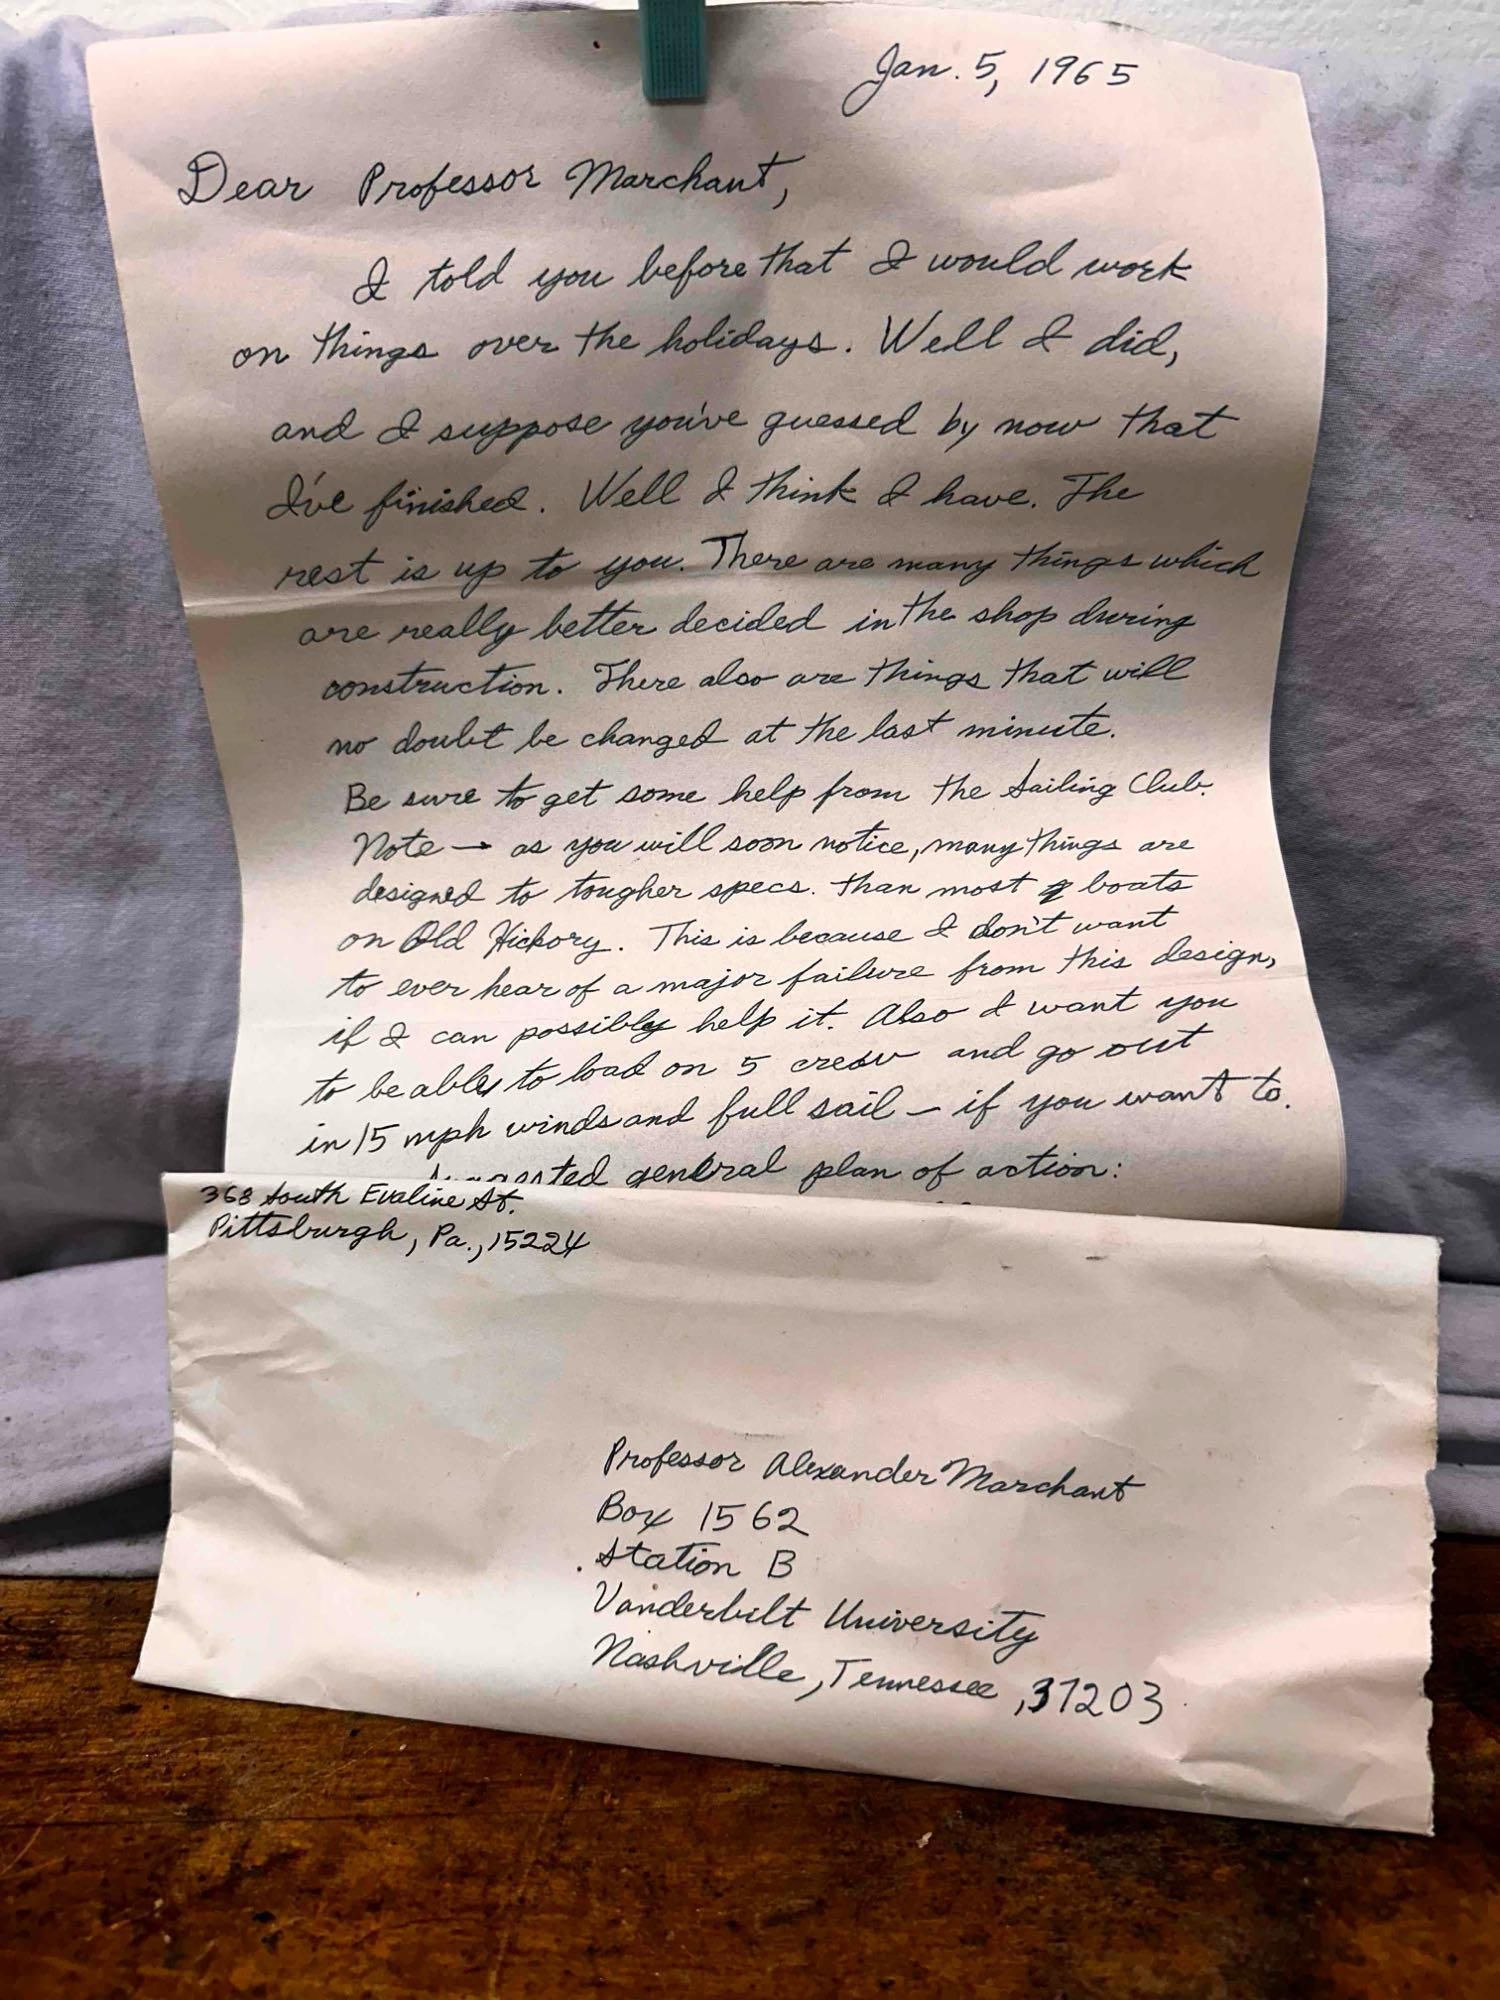 Jan. 5, 1965
Dear Professor Marchant,
I told you before that I would work
on things over the holidays. Well I did,
and I suppose you've guessed by now that
I've finished. Well I think I have. The
rest is up to you. There are many things which
are really better decided in the shop during
construction. There also are things that will
no doubt be changed at the last minute.
Be sure to get some help from the Sailing Club.
Note — as you will soon notice, many things are
designed to tougher specs. than most boats
on Old Hickory. This is because I don't want
to ever hear of a major failure from this design,
if I can possibly help it. Also I want you
to be able to load on 5 crew and go out
in 15 mph winds and full sail — if you want to.
general plan of action:
368 South Evaline St.
Pittsburgh, Pa., 15224
Professor Alexander Marchant
Box 1562
Station B
Vanderbilt University
Nashville, Tennessee, 37203